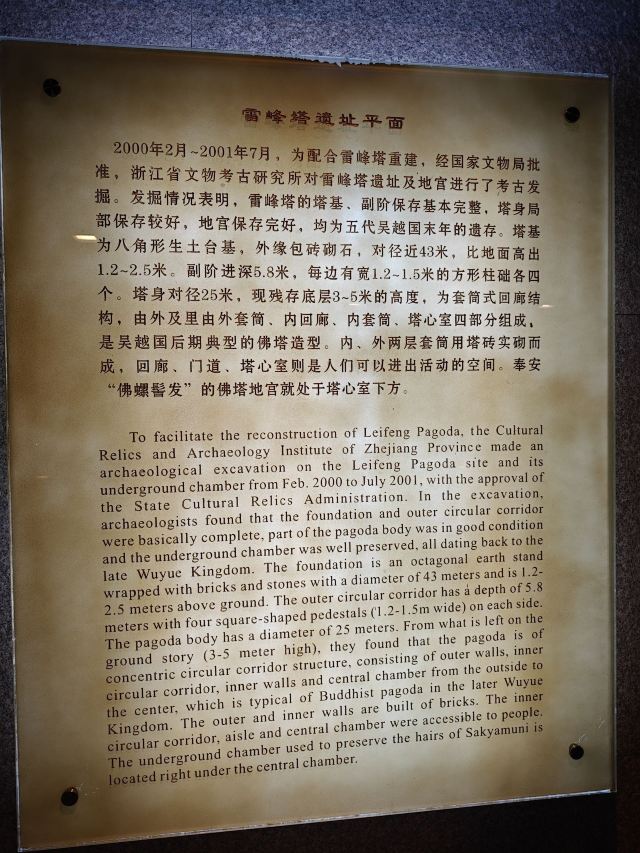 雷峰塔遺址平面
2000年2月~2001年7月，为配合雷峰塔重建，经国家文物局批
准，浙江省文物考古研究所对雷峰塔遗址及地宫进行了考古发
掘。发掘情况表明，雷峰塔的塔基、副阶保存基本完整，塔身局
部保存较好，地宫保存完好，均为五代吴越国末年的遗存。塔基
为八角形生土台基，外缘包砖砌石，对径近43米，比地面高出
1.2~2.5米。副阶进深5.8米，每边有宽1.2~1.5米的方形柱础各四
个。塔身对径25米，现残存底层3~5米的高度，为套筒式回廊结
构，由外及里由外套筒、内回廊、内套筒、塔心室四部分组成，
是吴越国后期典型的佛塔造型。内、外两层套筒用塔砖实砌而
成，回廊、门道、塔心室则是人们可以进出活动的空间。奉安
“佛螺髻发”的佛塔地宫就处于塔心室下方。
To facilitate the reconstruction of Leifeng Pagoda, the Cultural
Relics and Archaeology Institute of Zhejiang Province made an
archaeological excavation on the Leifeng Pagoda site and its
underground chamber from Feb. 2000 to July 2001, with the approval of
the State Cultural Relics Administration. In the excavation,
archaeologists found that the foundation and outer circular corridor
were basically complete, part of the pagoda body was in good condition
and the underground chamber was well preserved, all dating back to the
late Wuyue Kingdom. The foundation is an octagonal earth stand
wrapped with bricks and stones with a diameter of 43 meters and is 1.2-
2.5 meters above ground. The outer circular corridor has a depth of 5.8
meters with four square-shaped pedestals (1.2-1.5m wide) on each side.
The pagoda body has a diameter of 25 meters. From what is left on the
ground story (3-5 meter high), they found that the pagoda is of
concentric circular corridor structure, consisting of outer walls, inner
circular corridor, inner walls and central chamber from the outside to
the center, which is typical of Buddhist pagoda in the later Wuyue
Kingdom. The outer and inner walls are built of bricks. The inner
circular corridor, aisle and central chamber were accessible to people.
The underground chamber used to preserve the hairs of Sakyamuni is
located right under the central chamber.